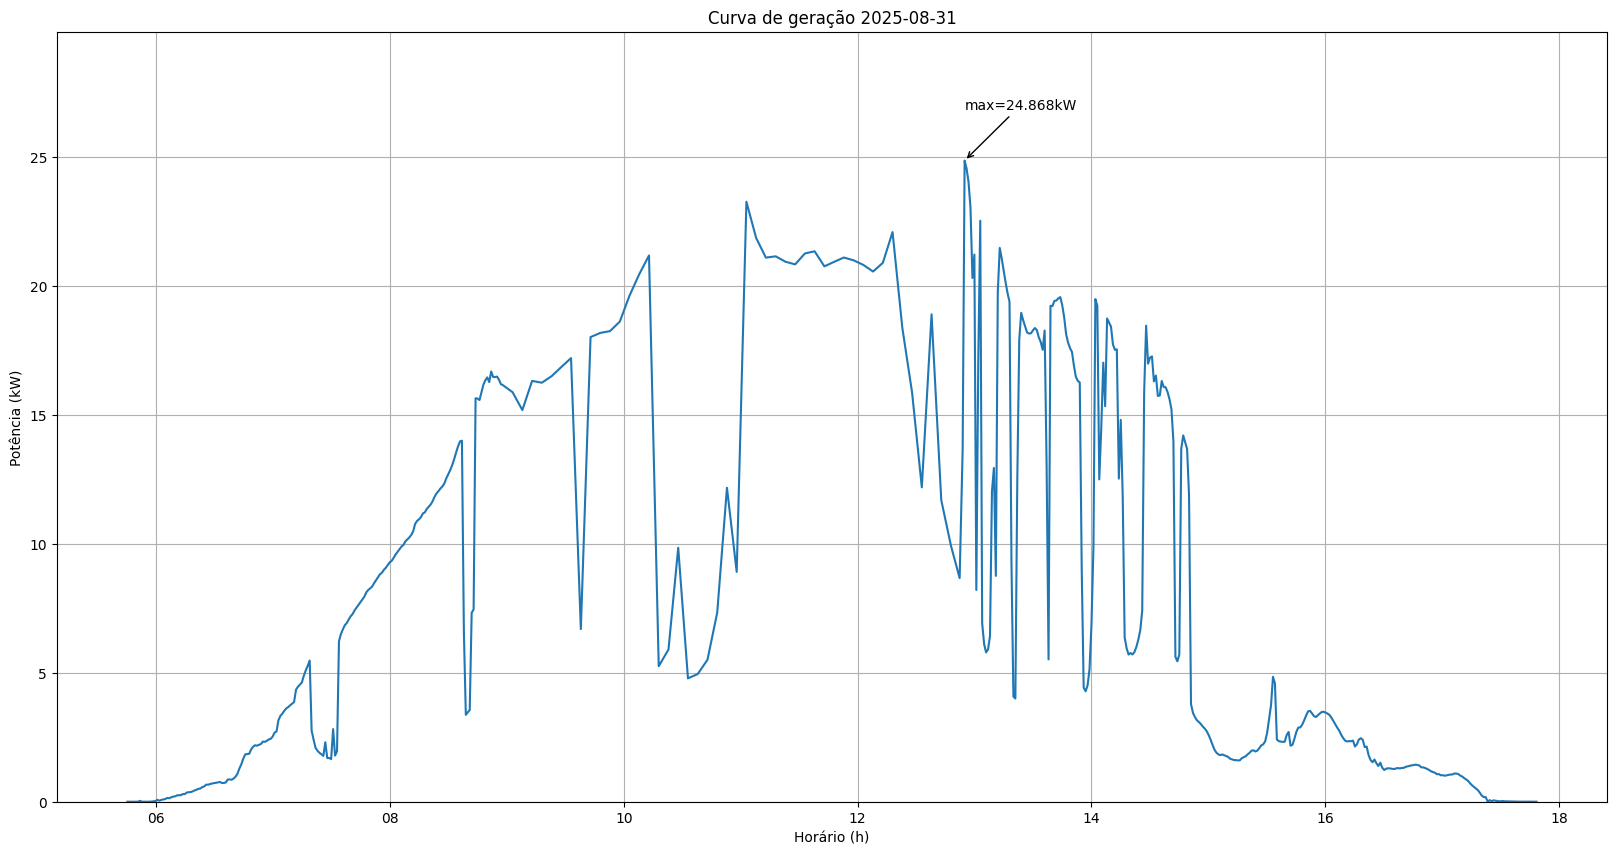 Curva de geração 2025-08-31
max=24.868kW
Potência (kW)
25
20
15
10
5
0
06 08 10 12 14 16 18
Horário (h)